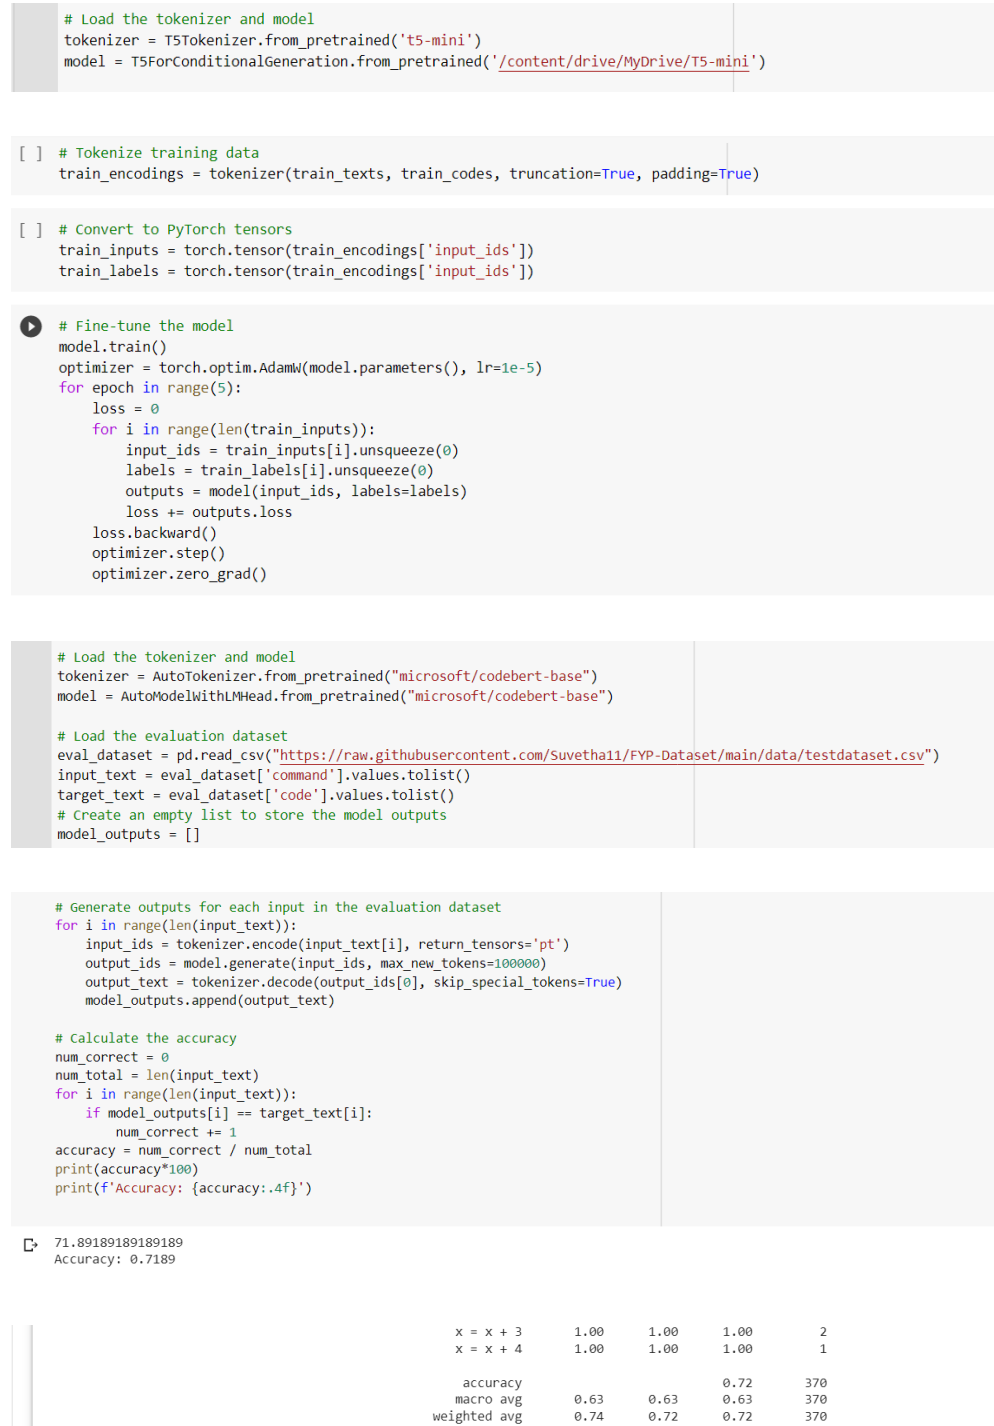 # Load the tokenizer and model
tokenizer = T5Tokenizer.from_pretrained('t5-mini')
model = T5ForConditionalGeneration.from_pretrained('/content/drive/MyDrive/T5-mini')
[ ] # Tokenize training data
train_encodings = tokenizer(train_texts, train_codes, truncation=True, padding=True)
[ ] # Convert to PyTorch tensors
train_inputs = torch.tensor(train_encodings['input_ids'])
train_labels = torch.tensor(train_encodings['input_ids'])
# Fine-tune the model
model.train()
optimizer = torch.optim.AdamW(model.parameters(), lr=1e-5)
for epoch in range(5):
    loss = 0
    for i in range(len(train_inputs)):
        input_ids = train_inputs[i].unsqueeze(0)
        labels = train_labels[i].unsqueeze(0)
        outputs = model(input_ids, labels=labels)
        loss += outputs.loss
    loss.backward()
    optimizer.step()
    optimizer.zero_grad()
# Load the tokenizer and model
tokenizer = AutoTokenizer.from_pretrained("microsoft/codebert-base")
model = AutoModelWithLMHead.from_pretrained("microsoft/codebert-base")
# Load the evaluation dataset
eval_dataset = pd.read_csv("https://raw.githubusercontent.com/Suvetha11/FYP-Dataset/main/data/testdataset.csv")
input_text = eval_dataset['command'].values.tolist()
target_text = eval_dataset['code'].values.tolist()
# Create an empty list to store the model outputs
model_outputs = []
# Generate outputs for each input in the evaluation dataset
for i in range(len(input_text)):
    input_ids = tokenizer.encode(input_text[i], return_tensors='pt')
    output_ids = model.generate(input_ids, max_new_tokens=100000)
    output_text = tokenizer.decode(output_ids[0], skip_special_tokens=True)
    model_outputs.append(output_text)
# Calculate the accuracy
num_correct = 0
num_total = len(input_text)
for i in range(len(input_text)):
    if model_outputs[i] == target_text[i]:
        num_correct += 1
accuracy = num_correct / num_total
print(accuracy*100)
print(f'Accuracy: {accuracy:.4f}')
71.89189189189189
Accuracy: 0.7189
x = x + 3 1.00 1.00 1.00 2
x = x + 4 1.00 1.00 1.00 1
accuracy 0.72 370
macro avg 0.63 0.63 0.63 370
weighted avg 0.74 0.72 0.72 370